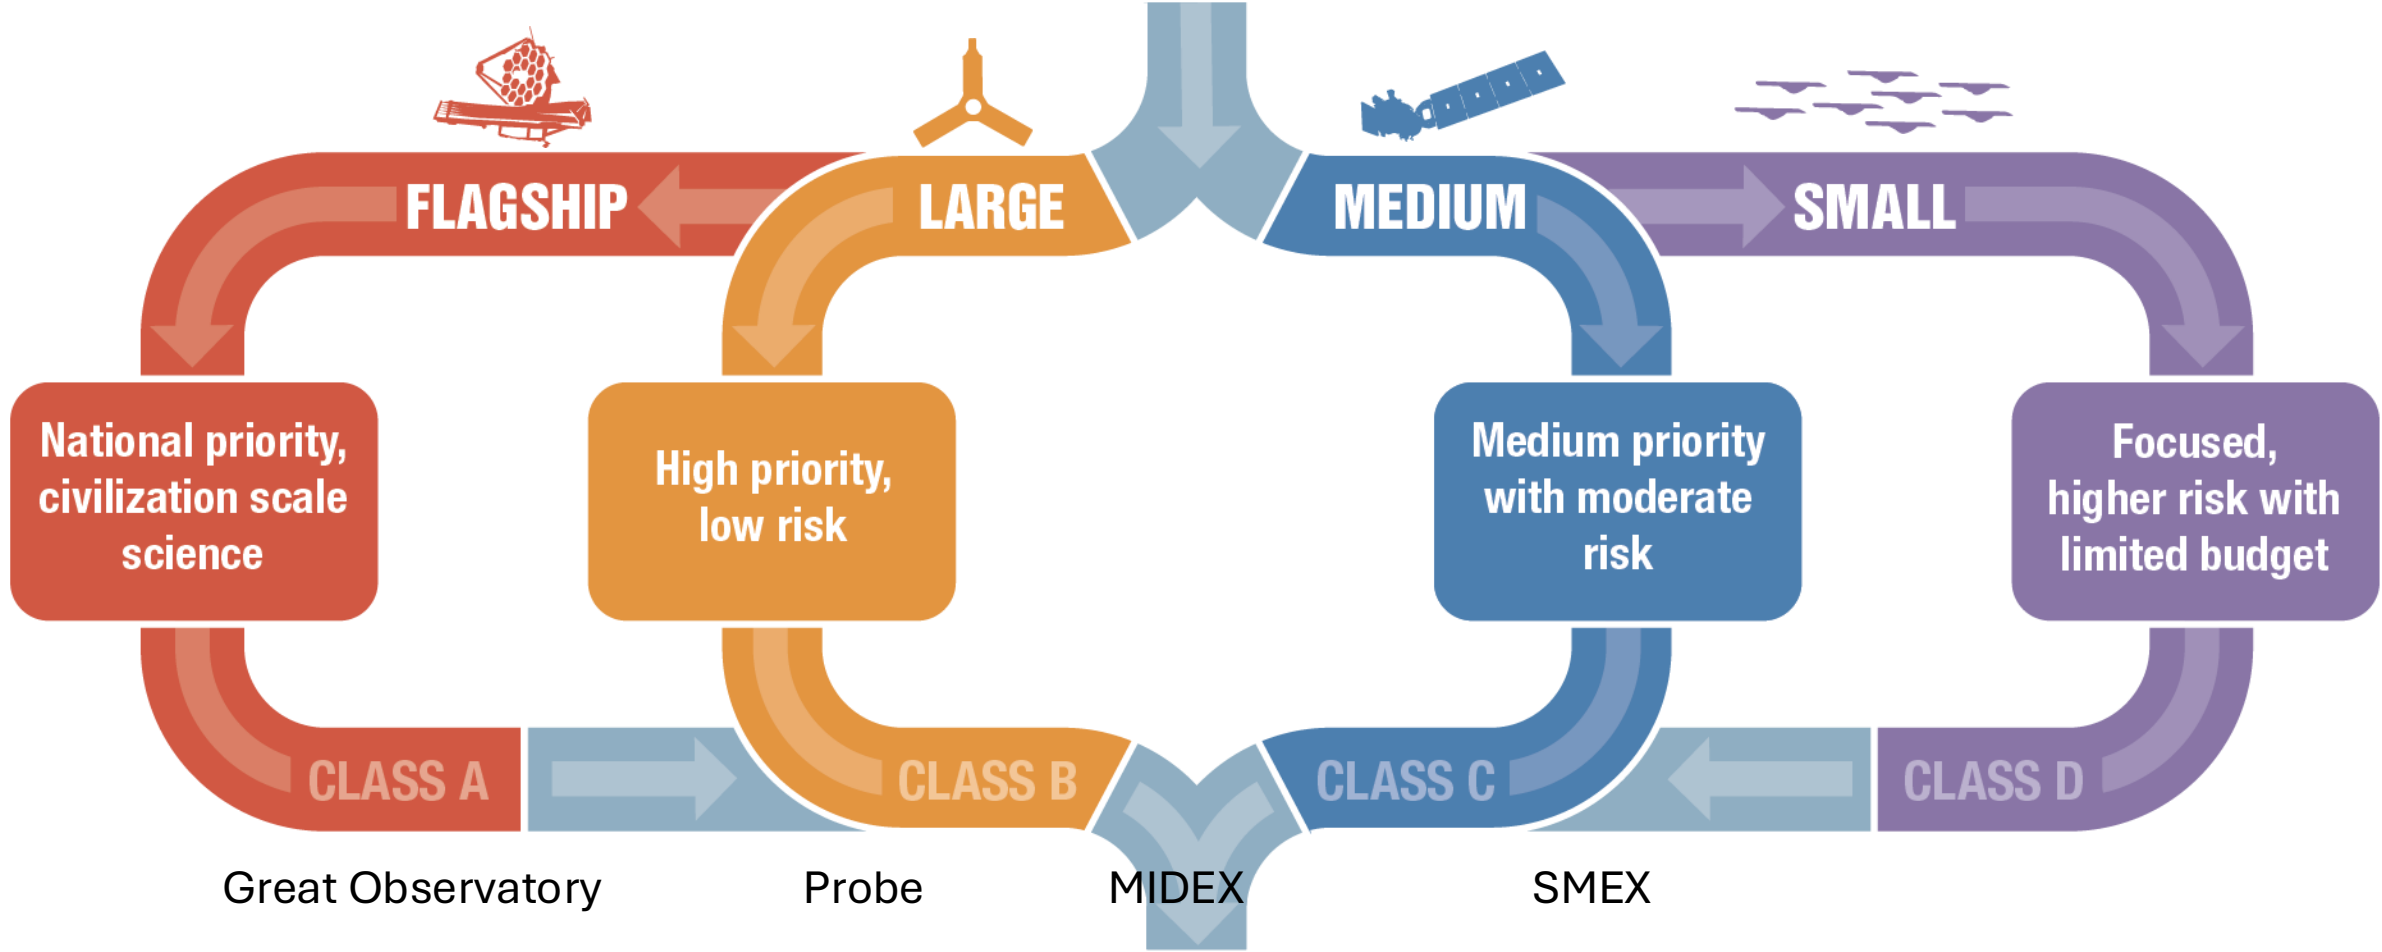 FLAGSHIP
LARGE
MEDIUM
SMALL
National priority,
civilization scale
science
High priority,
low risk
Medium priority
with moderate
risk
Focused,
higher risk with
limited budget
CLASS A
CLASS B
CLASS C
CLASS D
Great Observatory
Probe
MIDEX
SMEX